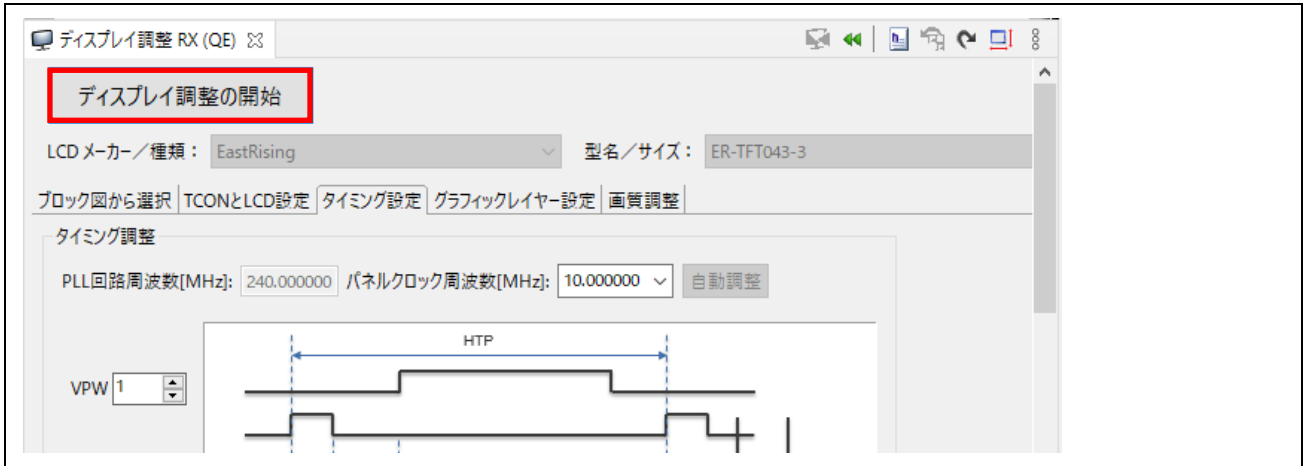 ディスプレイ調整 RX (QE)
ディスプレイ調整の開始
LCD メーカー／種類： EastRising 型名／サイズ： ER-TFT043-3
ブロック図から選択 TCONとLCD設定 タイミング設定 グラフィックレイヤー設定 画質調整
タイミング調整
PLL回路周波数[MHz]: 240.000000 パネルクロック周波数[MHz]: 10.000000 自動調整
HTP
VPW 1